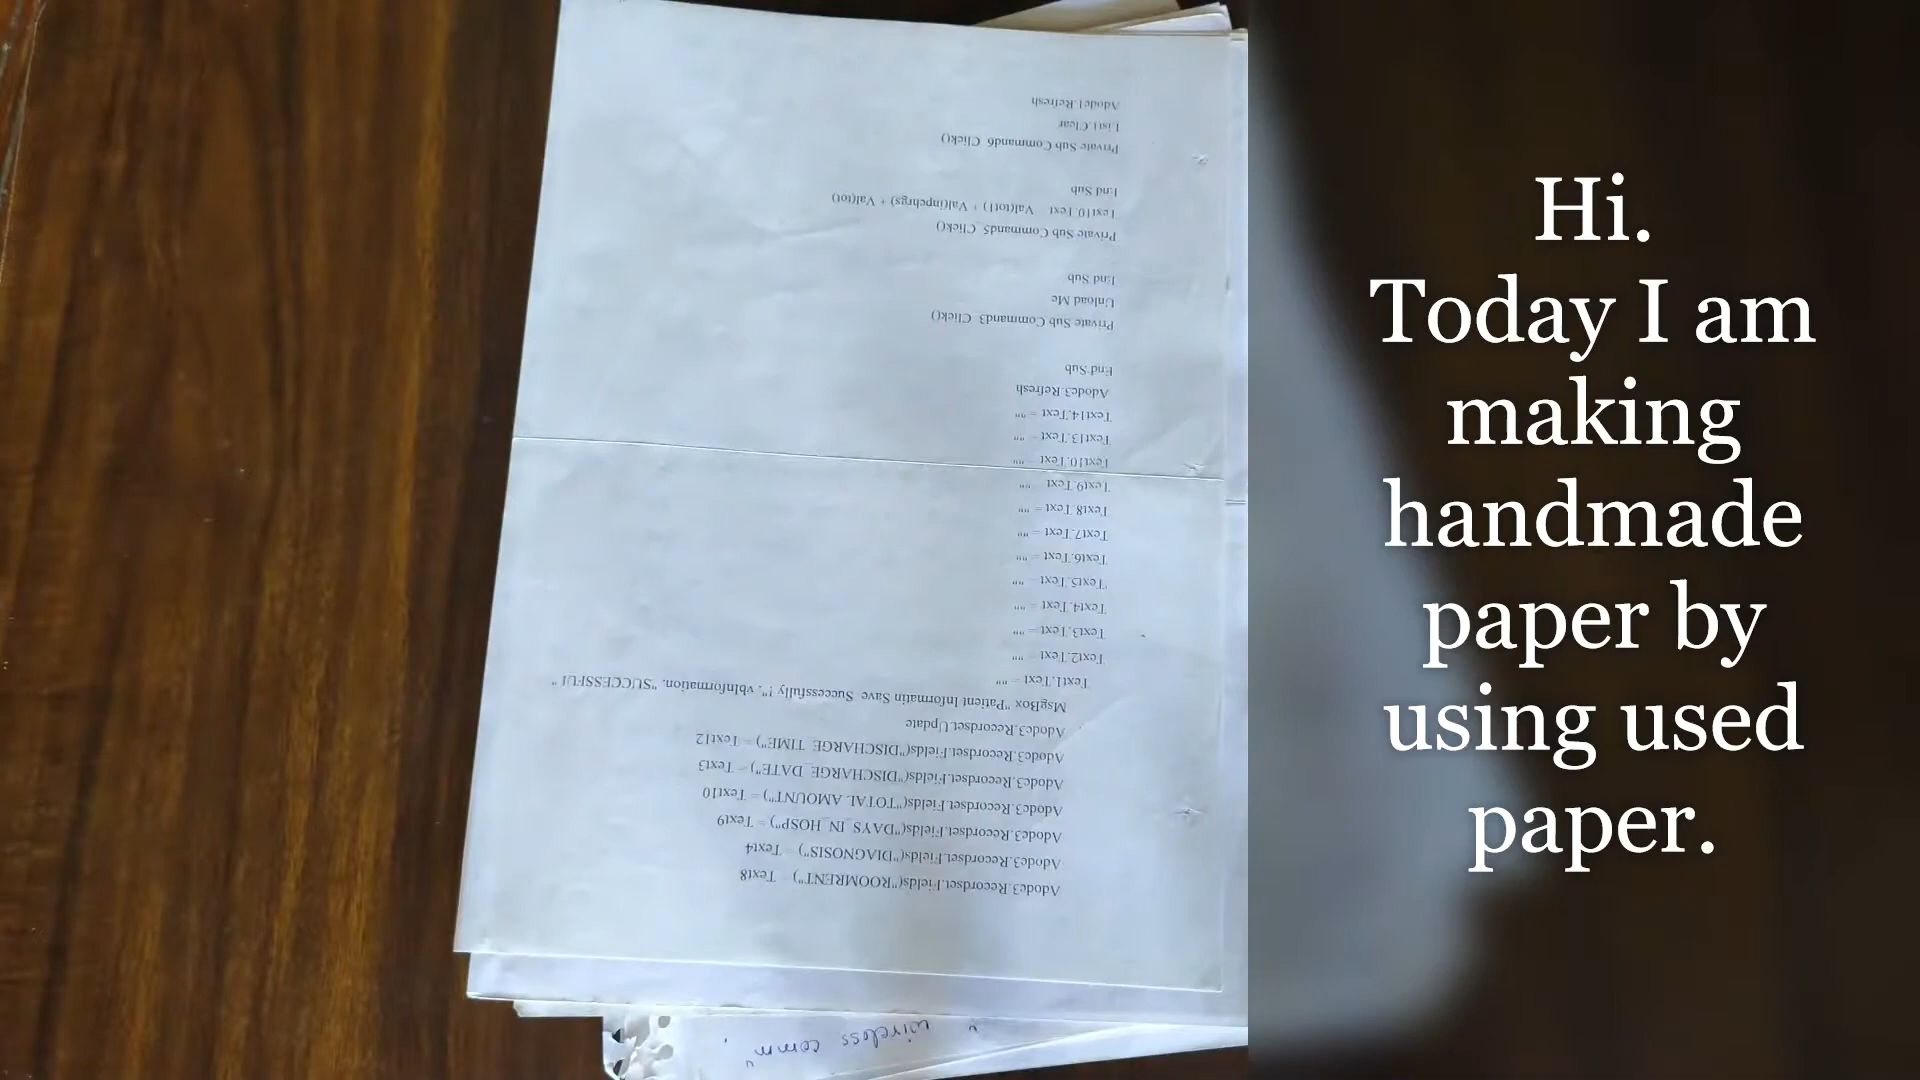 Adodc3.Recordset.Fields("ROOMRENT") = Text8
Adodc3.Recordset.Fields("DIAGNOSIS") = Text4
Adodc3.Recordset.Fields("DAYS_IN_HOSP") = Text9
Adodc3.Recordset.Fields("TOTAL_AMOUNT") = Text10
Adodc3.Recordset.Fields("DISCHARGE_DATE") = Text3
Adodc3.Recordset.Fields("DISCHARGE_TIME") = Text12
Adodc3.Recordset.Update
MsgBox "Patient Informatin Save Successfully !", vbInformation, "SUCCESSFUL"
Text1.Text = ""
Text2.Text = ""
Text3.Text = ""
Text4.Text = ""
Text5.Text = ""
Text6.Text = ""
Text7.Text = ""
Text8.Text = ""
Text9.Text = ""
Text10.Text = ""
Text13.Text = ""
Text14.Text = ""
Adodc3.Refresh
End Sub
Private Sub Command3_Click()
Unload Me
End Sub
Private Sub Command5_Click()
Text10.Text = Val(tot1) + Val(inpchrgs) + Val(tot)
End Sub
Private Sub Command6_Click()
List1.Clear
Adodc1.Refresh
wireless comm
Hi.
Today I am
making
handmade
paper by
using used
paper.